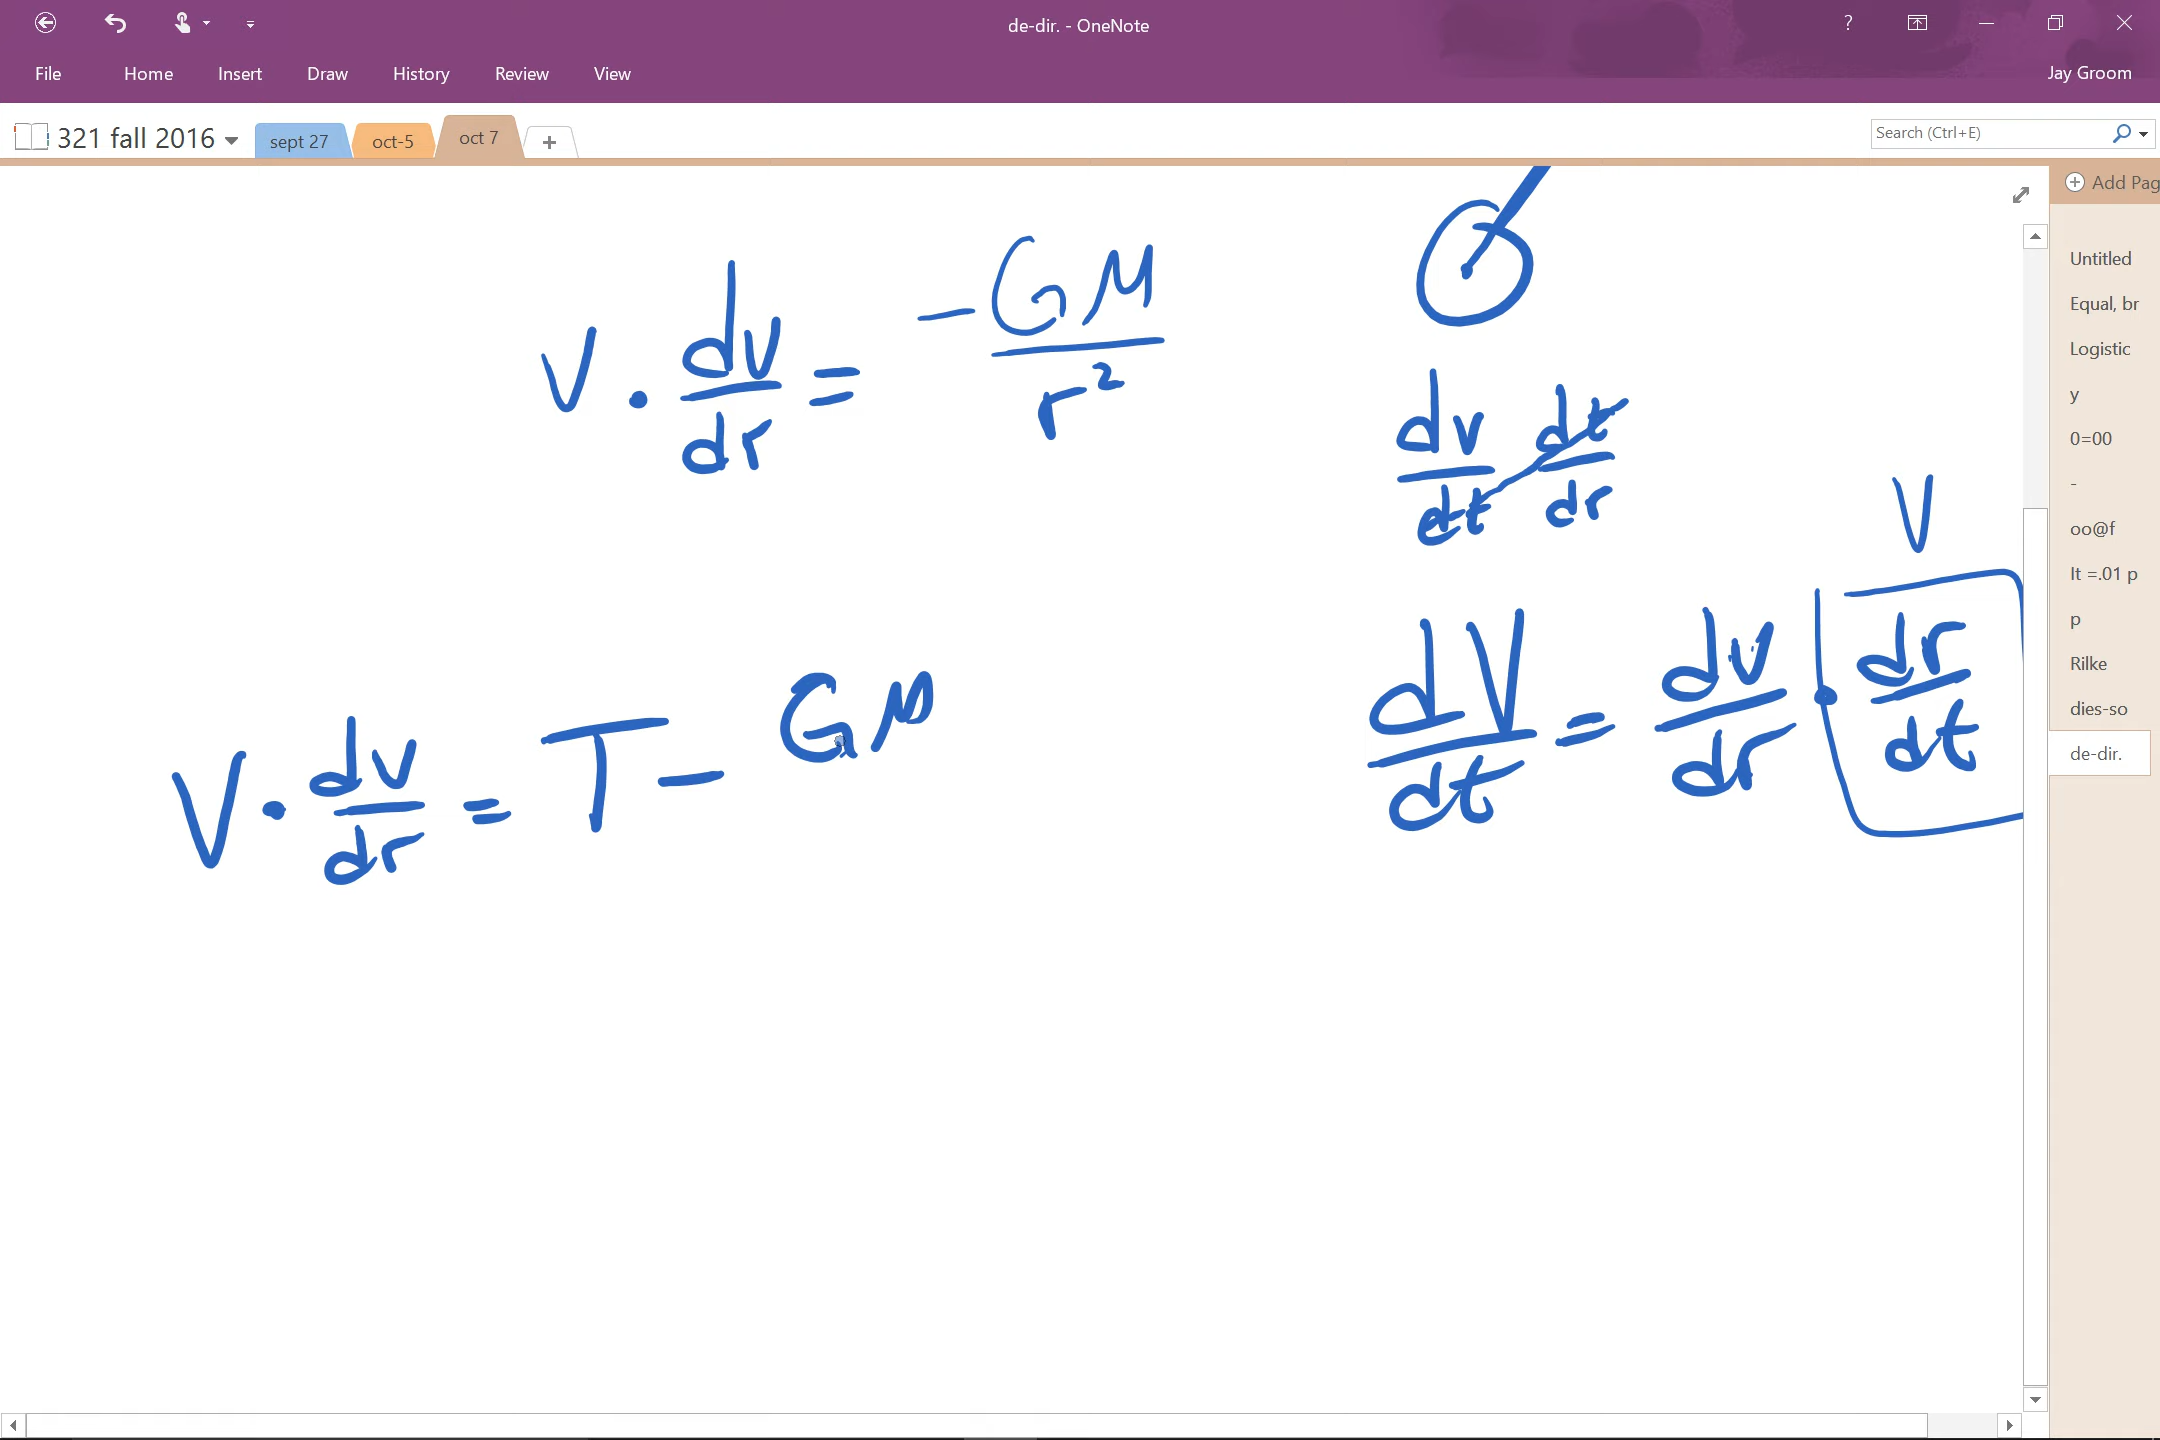 de-dir. - OneNote
?
File Home Insert Draw History Review View
Jay Groom
321 fall 2016 sept 27 oct-5 oct 7 +
Search (Ctrl+E)
Add Pag
Untitled
Equal, br
Logistic
y
0=00
-
oo@f
It =.01 p
p
Rilke
dies-so
de-dir.
V · dv/dr = -GM/r²
dv/dt dt/dr
V
dV/dt = dv/dr · dr/dt
V · dv/dr = T - GM